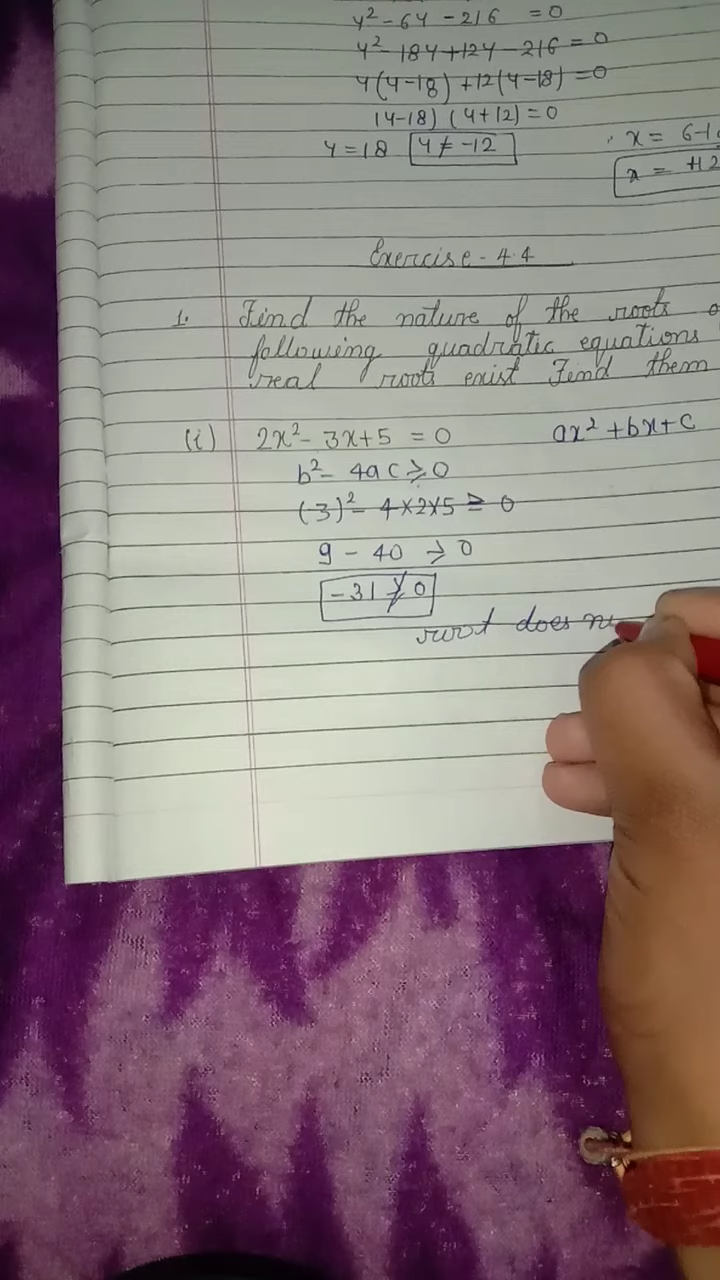 y² - 6y - 216 = 0
y² - 18y + 12y - 216 = 0
y(y-18) + 12(y-18) = 0
(y-18) (y+12) = 0
y = 18 y ≠ -12
x = 6-1
x = +12
Exercise - 4.4
1. Find the nature of the roots o
following quadratic equations
real roots exist Find them
(i) 2x² - 3x + 5 = 0 ax² + bx + c
b² - 4ac ≥ 0
(-3)² - 4×2×5 ≥ 0
9 - 40 ≥ 0
-31 ≱ 0
root does n